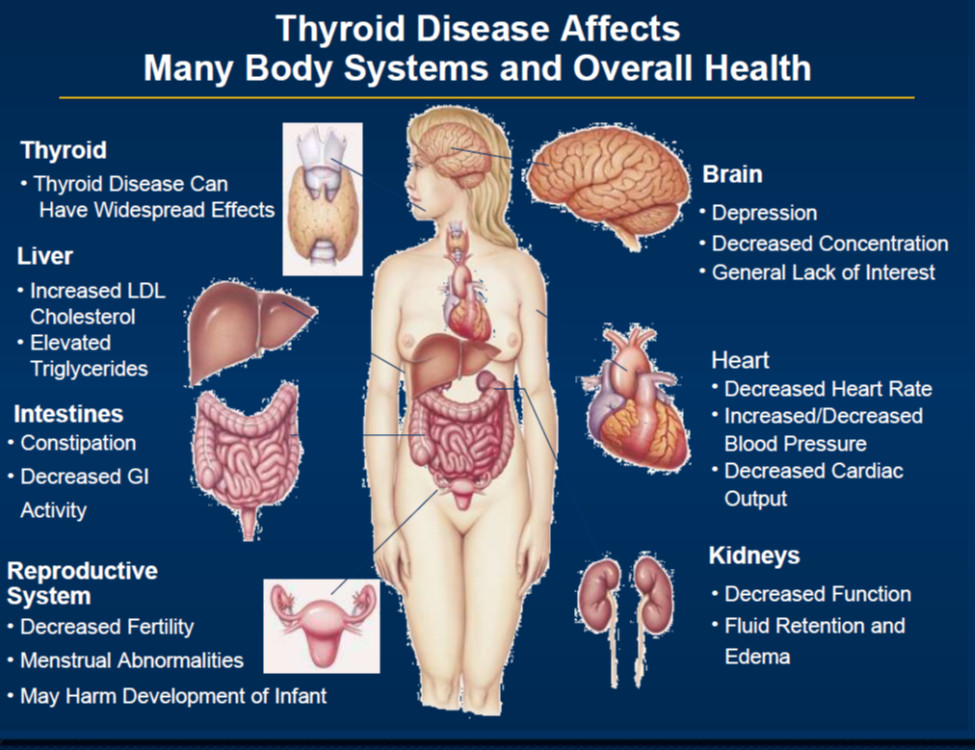 Thyroid Disease Affects
Many Body Systems and Overall Health
Thyroid
• Thyroid Disease Can
Have Widespread Effects
Liver
• Increased LDL
Cholesterol
• Elevated
Triglycerides
Intestines
• Constipation
• Decreased GI
Activity
Reproductive
System
• Decreased Fertility
• Menstrual Abnormalities
• May Harm Development of Infant
Brain
• Depression
• Decreased Concentration
• General Lack of Interest
Heart
• Decreased Heart Rate
• Increased/Decreased
Blood Pressure
• Decreased Cardiac
Output
Kidneys
• Decreased Function
• Fluid Retention and
Edema